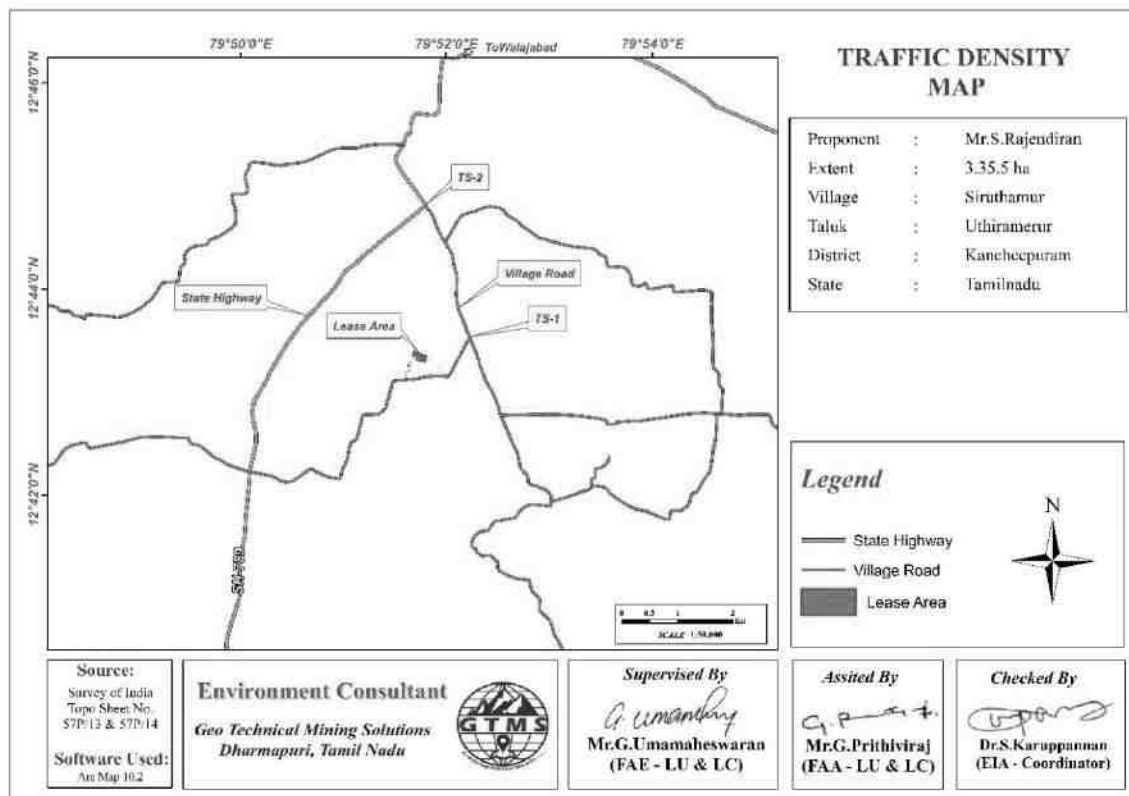 79°50'0"E
79°52'0"E
79°54'0"E
ToWalajabad
12°46'0"N
12°44'0"N
12°42'0"N
TS-2
Village Road
State Highway
TS-1
Lease Area
0 0.5 1 2
SCALE 1:50,000
TRAFFIC DENSITY
MAP
Proponent : Mr.S.Rajendiran
Extent : 3.35.5 ha
Village : Siruthamur
Taluk : Uthiramerur
District : Kancheepuram
State : Tamilnadu
Legend
State Highway
Village Road
Lease Area
N
Source:
Survey of India
Topo Sheet No.
57P/13 & 57P/14
Software Used:
Arc Map 10.2
Environment Consultant
Geo Technical Mining Solutions
Dharmapuri, Tamil Nadu
GTMS
Supervised By
Mr.G.Umamaheswaran
(FAE - LU & LC)
Assited By
Mr.G.Prithiviraj
(FAA - LU & LC)
Checked By
Dr.S.Karuppannan
(EIA - Coordinator)